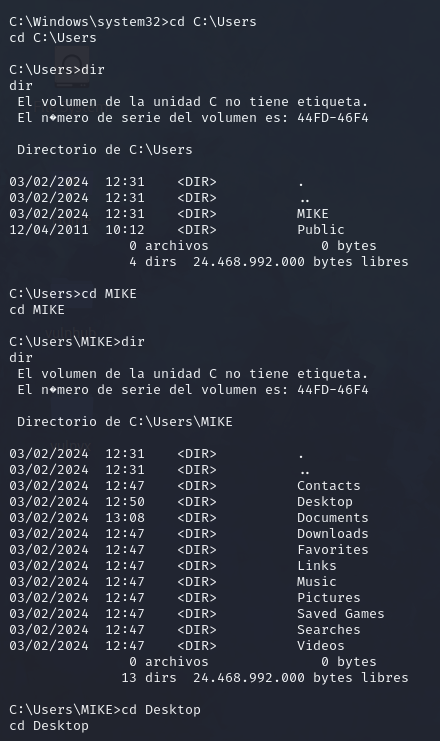 C:\Windows\system32>cd C:\Users
cd C:\Users
C:\Users>dir
dir
 El volumen de la unidad C no tiene etiqueta.
 El n�mero de serie del volumen es: 44FD-46F4
 Directorio de C:\Users
03/02/2024  12:31    <DIR>          .
03/02/2024  12:31    <DIR>          ..
03/02/2024  12:31    <DIR>          MIKE
12/04/2011  10:12    <DIR>          Public
               0 archivos              0 bytes
               4 dirs  24.468.992.000 bytes libres
C:\Users>cd MIKE
cd MIKE
C:\Users\MIKE>dir
dir
 El volumen de la unidad C no tiene etiqueta.
 El n�mero de serie del volumen es: 44FD-46F4
 Directorio de C:\Users\MIKE
03/02/2024  12:31    <DIR>          .
03/02/2024  12:31    <DIR>          ..
03/02/2024  12:47    <DIR>          Contacts
03/02/2024  12:50    <DIR>          Desktop
03/02/2024  13:08    <DIR>          Documents
03/02/2024  12:47    <DIR>          Downloads
03/02/2024  12:47    <DIR>          Favorites
03/02/2024  12:47    <DIR>          Links
03/02/2024  12:47    <DIR>          Music
03/02/2024  12:47    <DIR>          Pictures
03/02/2024  12:47    <DIR>          Saved Games
03/02/2024  12:47    <DIR>          Searches
03/02/2024  12:47    <DIR>          Videos
               0 archivos              0 bytes
              13 dirs  24.468.992.000 bytes libres
C:\Users\MIKE>cd Desktop
cd Desktop